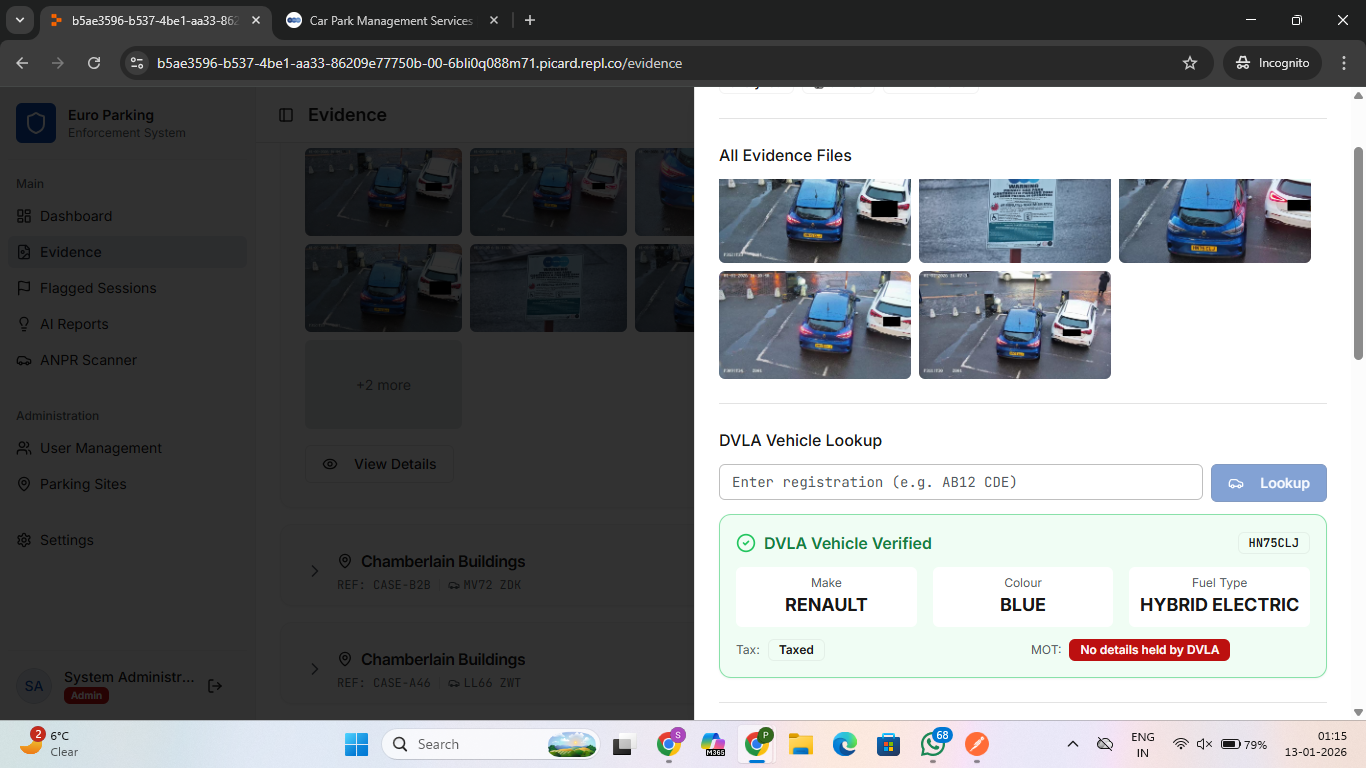 b5ae3596-b537-4be1-aa33-862
Car Park Management Services
b5ae3596-b537-4be1-aa33-86209e77750b-00-6bli0q088m71.picard.repl.co/evidence
Incognito
Euro Parking
Enforcement System
Main
Dashboard
Evidence
Flagged Sessions
AI Reports
ANPR Scanner
Administration
User Management
Parking Sites
Settings
SA
System Administr...
Admin
Evidence
+2 more
View Details
Chamberlain Buildings
REF: CASE-82B MV72 ZDK
Chamberlain Buildings
REF: CASE-A46 LL66 ZWT
All Evidence Files
WARNING
DVLA Vehicle Lookup
Enter registration (e.g. AB12 CDE)
Lookup
DVLA Vehicle Verified
HN75CLJ
Make
RENAULT
Colour
BLUE
Fuel Type
HYBRID ELECTRIC
Tax: Taxed
MOT: No details held by DVLA
2
6°C
Clear
Search
S
M365
P
68
ENG
IN
79%
01:15
13-01-2026